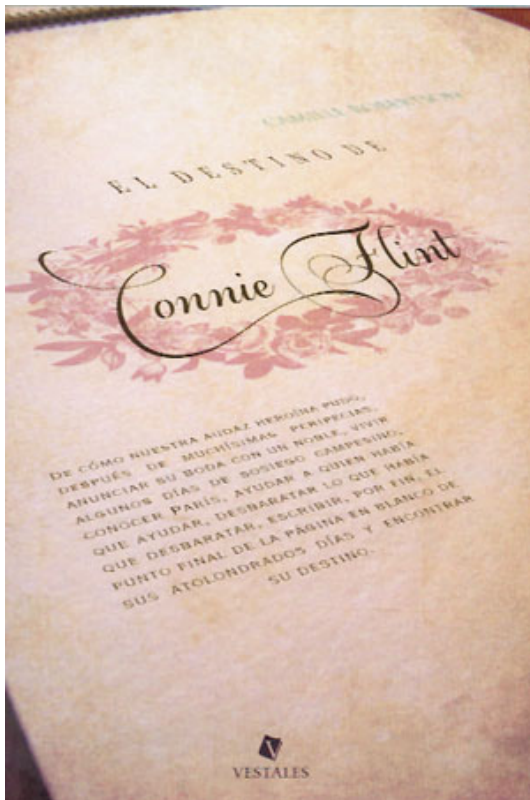 CAMILLE ROBERTSON
EL DESTINO DE
Connie Flint
DE CÓMO NUESTRA AUDAZ HEROÍNA PUDO,
DESPUÉS DE MUCHÍSIMAS PERIPECIAS,
ANUNCIAR SU BODA CON UN NOBLE, VIVIR
ALGUNOS DÍAS DE SOSIEGO CAMPESINO,
CONOCER PARÍS, AYUDAR A QUIEN HABÍA
QUE AYUDAR, DESBARATAR LO QUE HABÍA
QUE DESBARATAR, ESCRIBIR, POR FIN, EL
PUNTO FINAL DE LA PÁGINA EN BLANCO DE
SUS ATOLONDRADOS DÍAS Y ENCONTRAR
SU DESTINO.
V
VESTALES